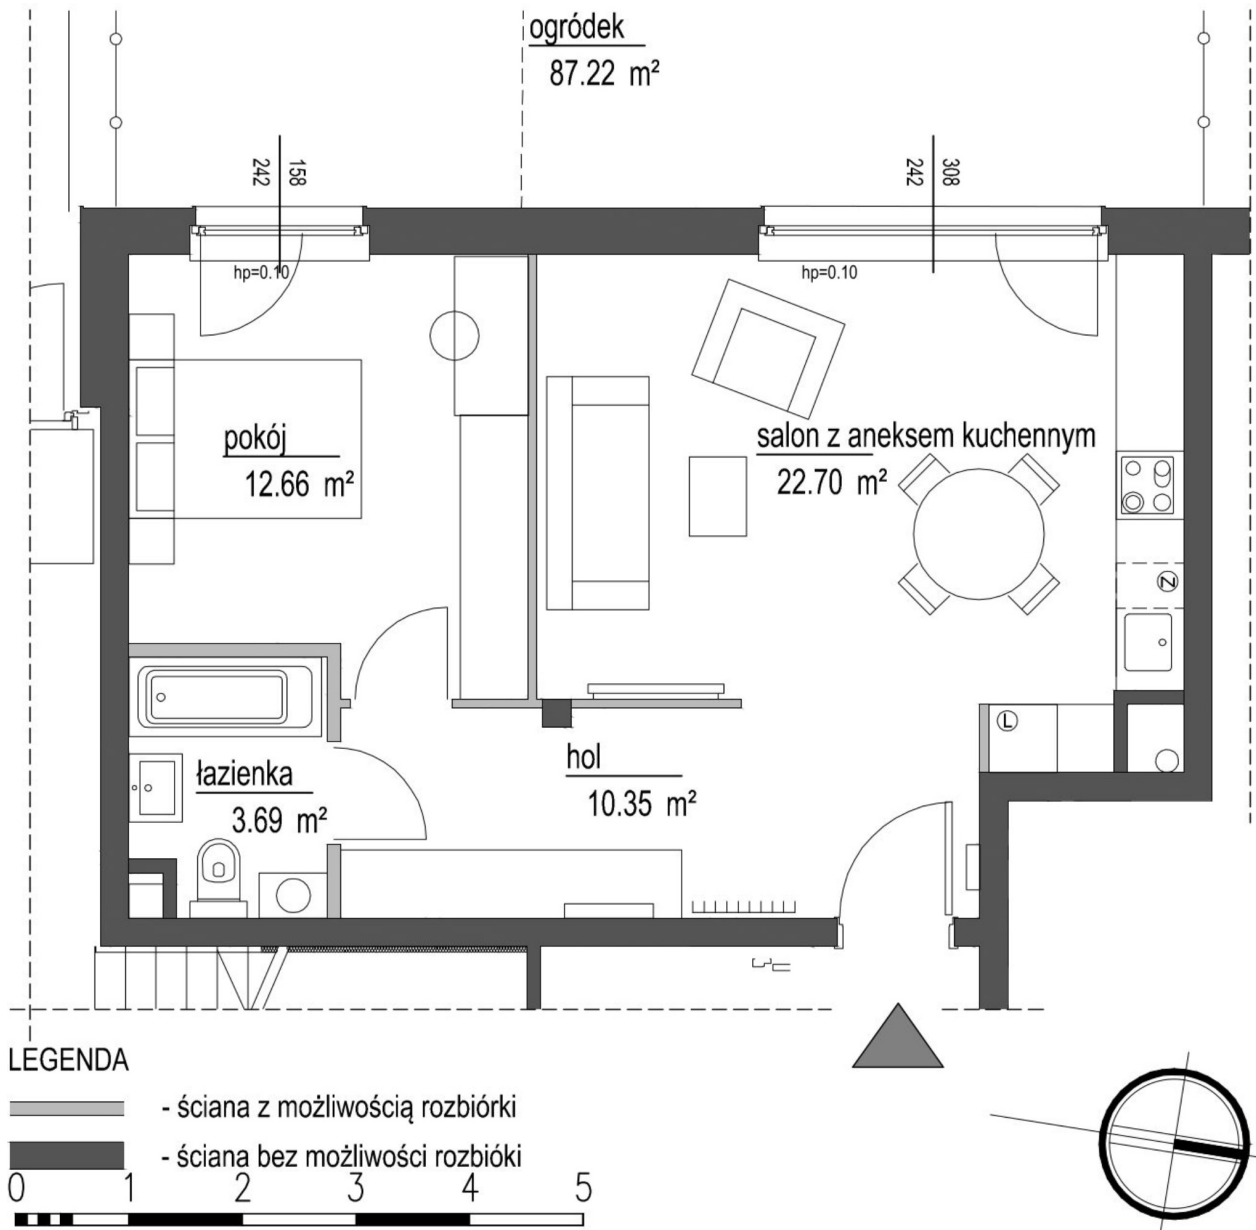 ogródek
87.22 m²
242
158
242
308
hp=0.10
hp=0.10
pokój
12.66 m²
salon z aneksem kuchennym
22.70 m²
Z
L
łazienka
3.69 m²
hol
10.35 m²
LEGENDA
- ściana z możliwością rozbiórki
- ściana bez możliwości rozbióki
0 1 2 3 4 5